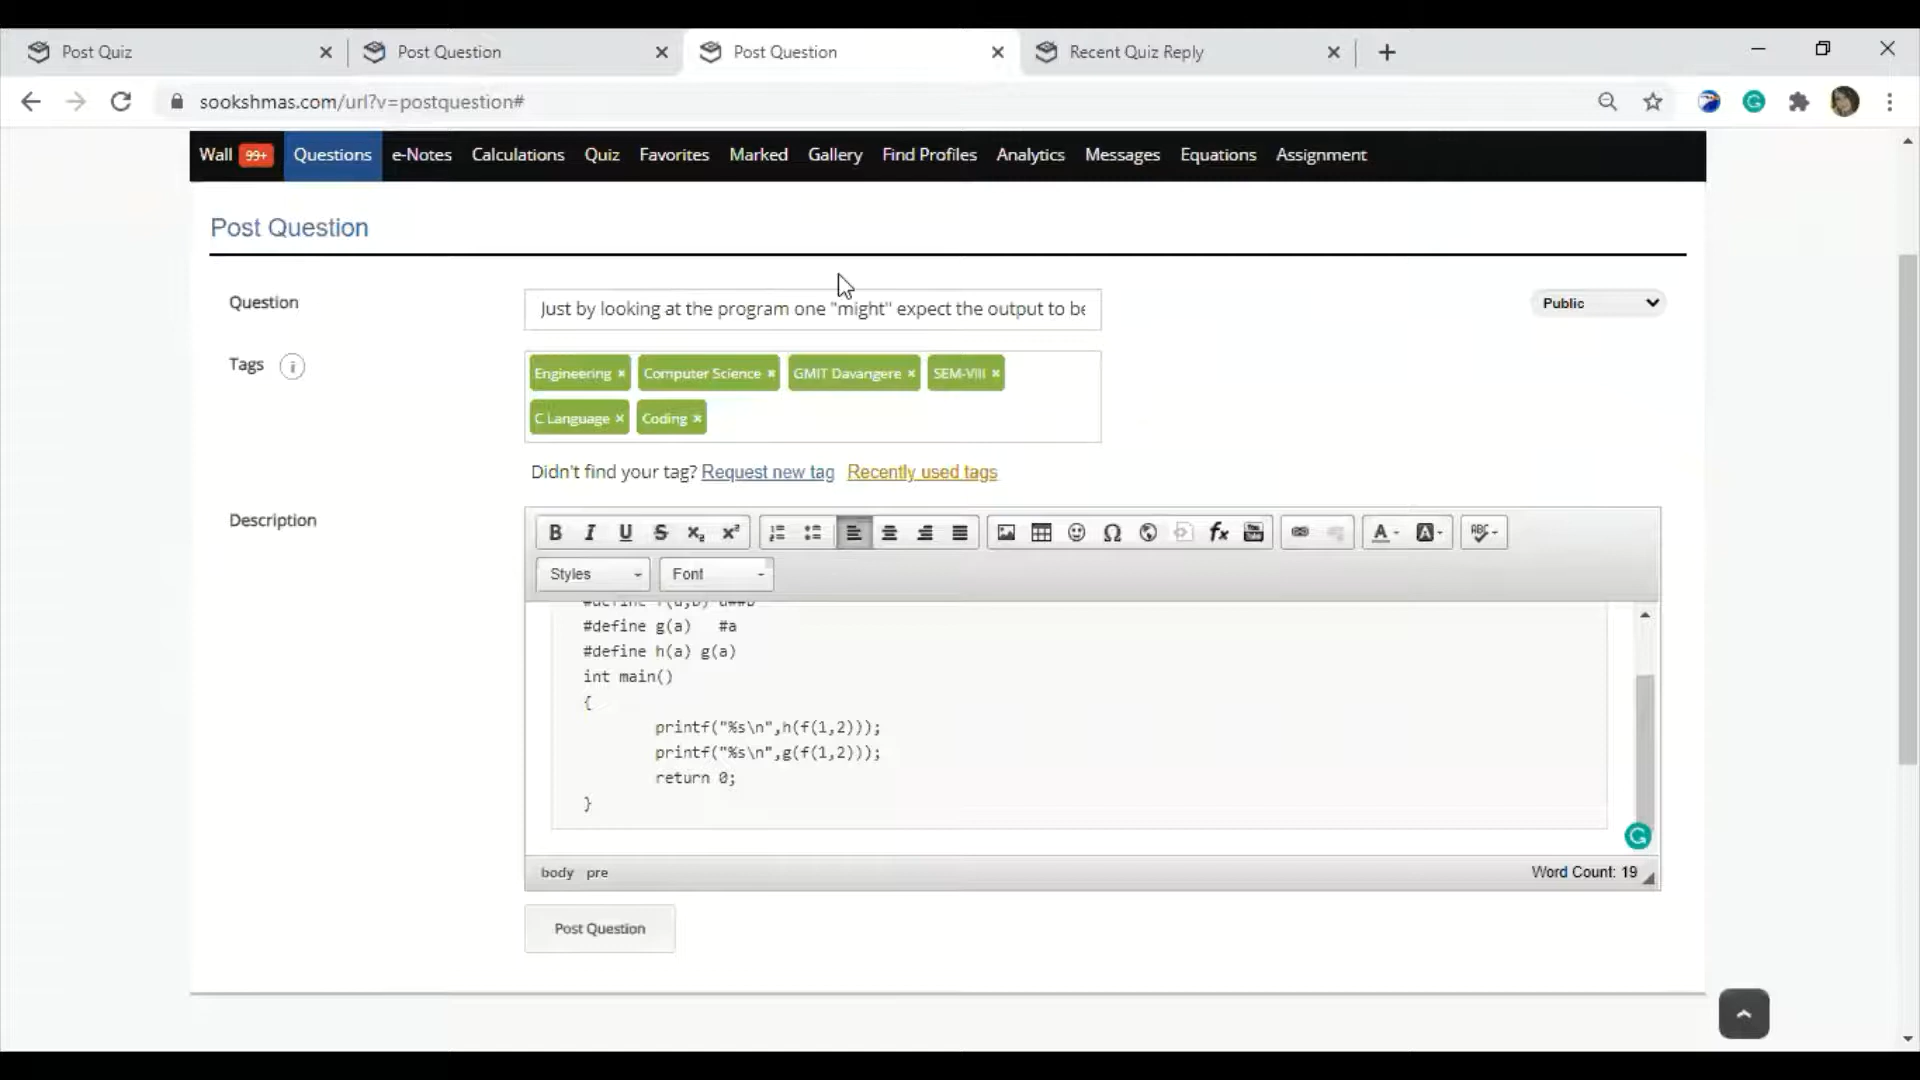 Post Quiz
Post Question
Post Question
Recent Quiz Reply
sookshmas.com/url?v=postquestion#
Wall 99+ Questions e-Notes Calculations Quiz Favorites Marked Gallery Find Profiles Analytics Messages Equations Assignment
Post Question
Question
Just by looking at the program one "might" expect the output to be
Public
Tags i
Engineering × Computer Science × GMIT Davangere × SEM-VIII ×
C Language × Coding ×
Didn't find your tag? Request new tag Recently used tags
Description
Styles Font
#define g(a)   #a
#define h(a) g(a)
int main()
{
printf("%s\n",h(f(1,2)));
printf("%s\n",g(f(1,2)));
return 0;
}
body pre
Word Count: 19
Post Question